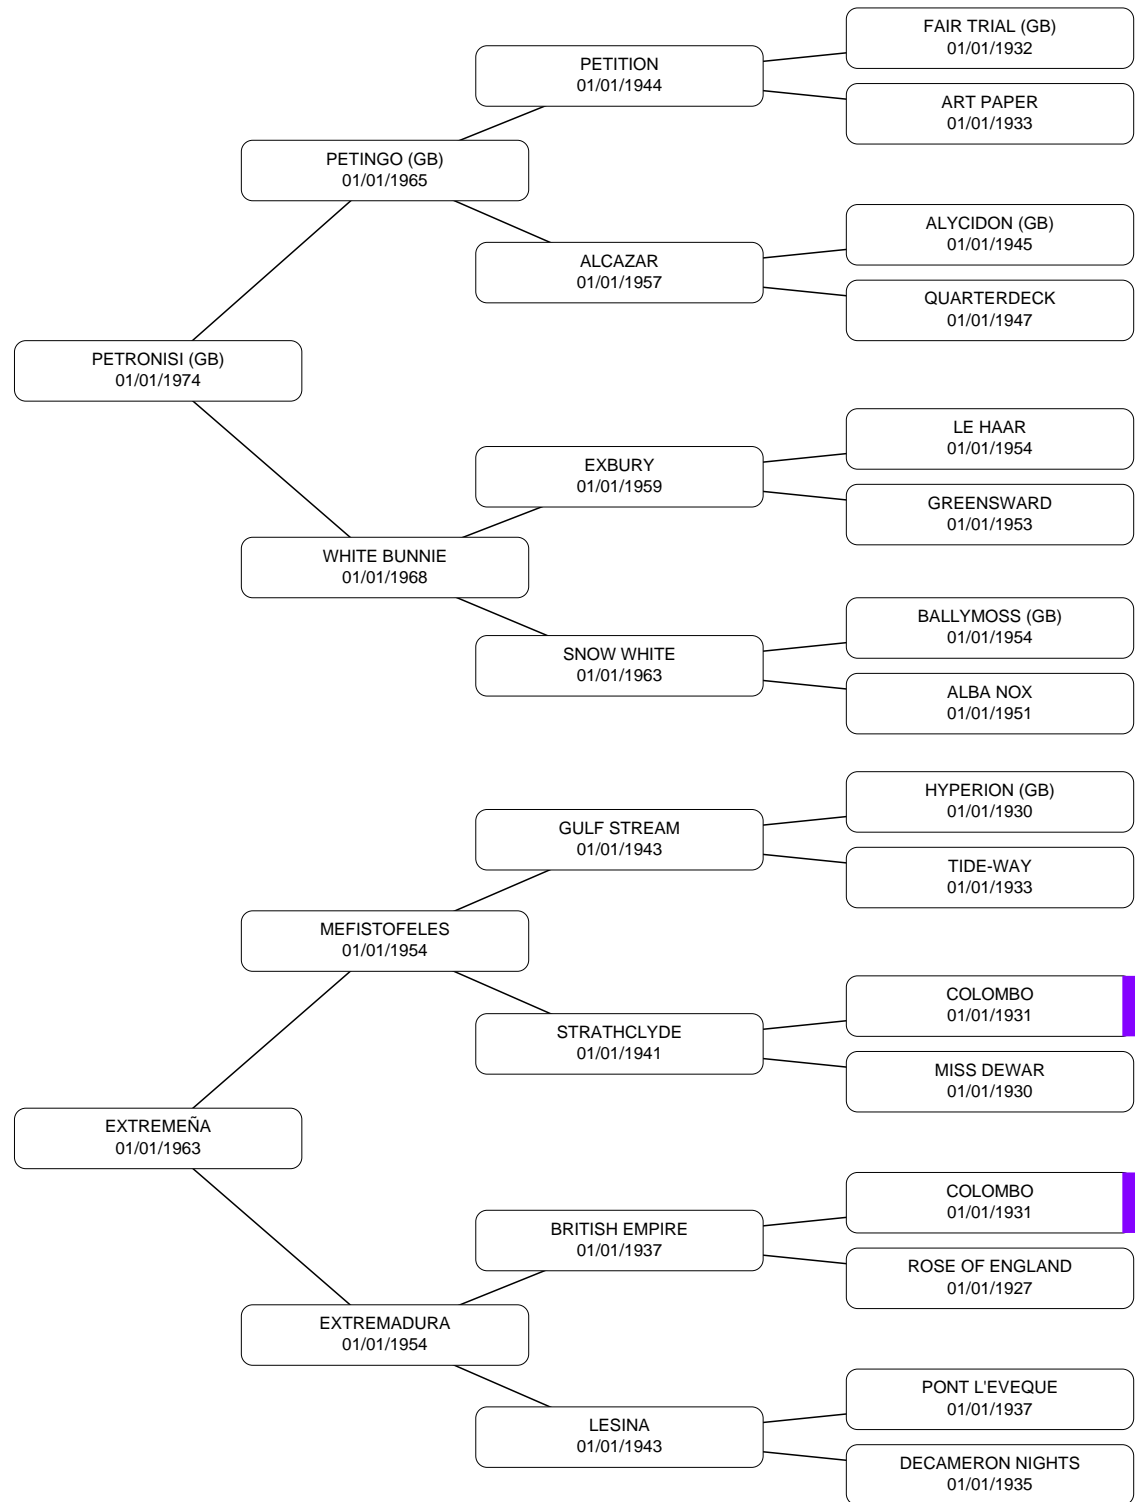 FAIR TRIAL (GB)
01/01/1932
PETITION
01/01/1944
ART PAPER
01/01/1933
PETINGO (GB)
01/01/1965
ALYCIDON (GB)
01/01/1945
ALCAZAR
01/01/1957
QUARTERDECK
01/01/1947
PETRONISI (GB)
01/01/1974
LE HAAR
01/01/1954
EXBURY
01/01/1959
GREENSWARD
01/01/1953
WHITE BUNNIE
01/01/1968
BALLYMOSS (GB)
01/01/1954
SNOW WHITE
01/01/1963
ALBA NOX
01/01/1951
HYPERION (GB)
01/01/1930
GULF STREAM
01/01/1943
TIDE-WAY
01/01/1933
MEFISTOFELES
01/01/1954
COLOMBO
01/01/1931
STRATHCLYDE
01/01/1941
MISS DEWAR
01/01/1930
EXTREMEÑA
01/01/1963
COLOMBO
01/01/1931
BRITISH EMPIRE
01/01/1937
ROSE OF ENGLAND
01/01/1927
EXTREMADURA
01/01/1954
PONT L'EVEQUE
01/01/1937
LESINA
01/01/1943
DECAMERON NIGHTS
01/01/1935